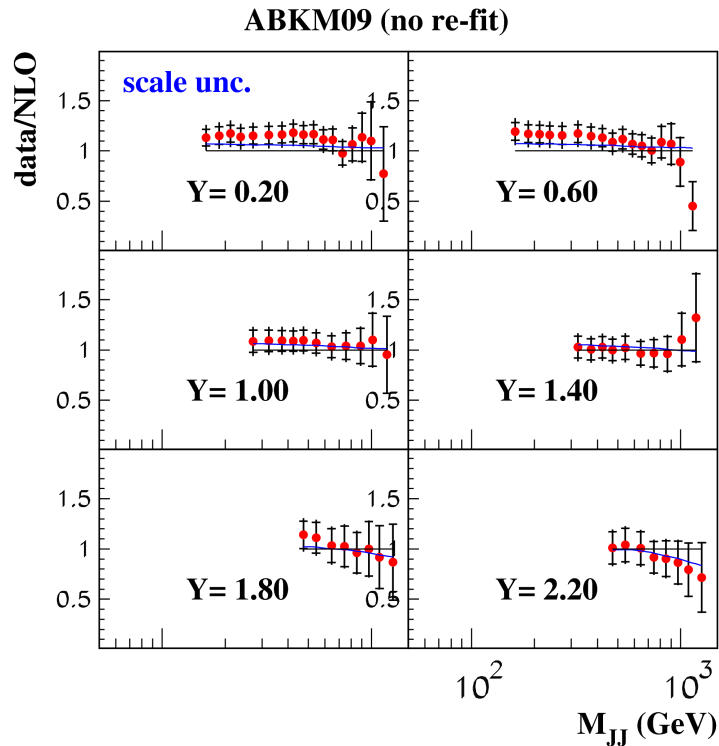 ABKM09 (no re-fit)
data/NLO
scale unc.
1.5
1
0.5
Y= 0.20
1.5
1
0.5
Y= 0.60
1.5
1
0.5
Y= 1.00
1.5
1
0.5
Y= 1.40
1.5
1
0.5
Y= 1.80
1.5
1
0.5
Y= 2.20
10²
10³
M_JJ (GeV)